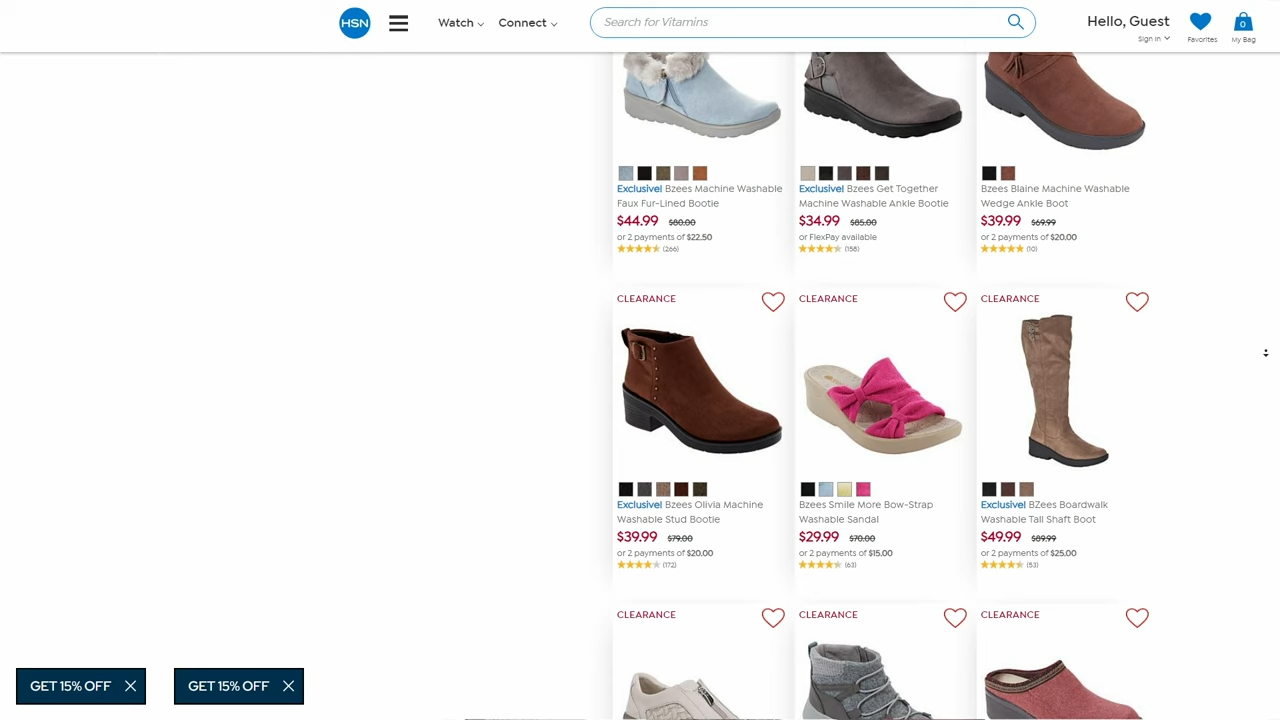 HSN
Watch
Connect
Search for Vitamins
Hello, Guest
Sign in
Favorites
0
My Bag
Exclusive! Bzees Machine Washable
Faux Fur-Lined Bootie
$44.99 $80.00
or 2 payments of $22.50
(266)
Exclusive! Bzees Get Together
Machine Washable Ankle Bootie
$34.99 $85.00
or FlexPay available
(158)
Bzees Blaine Machine Washable
Wedge Ankle Boot
$39.99 $69.99
or 2 payments of $20.00
(10)
CLEARANCE
Exclusive! Bzees Olivia Machine
Washable Stud Bootie
$39.99 $79.00
or 2 payments of $20.00
(172)
CLEARANCE
Bzees Smile More Bow-Strap
Washable Sandal
$29.99 $70.00
or 2 payments of $15.00
(63)
CLEARANCE
Exclusive! BZees Boardwalk
Washable Tall Shaft Boot
$49.99 $89.99
or 2 payments of $25.00
(53)
CLEARANCE
CLEARANCE
CLEARANCE
GET 15% OFF
GET 15% OFF